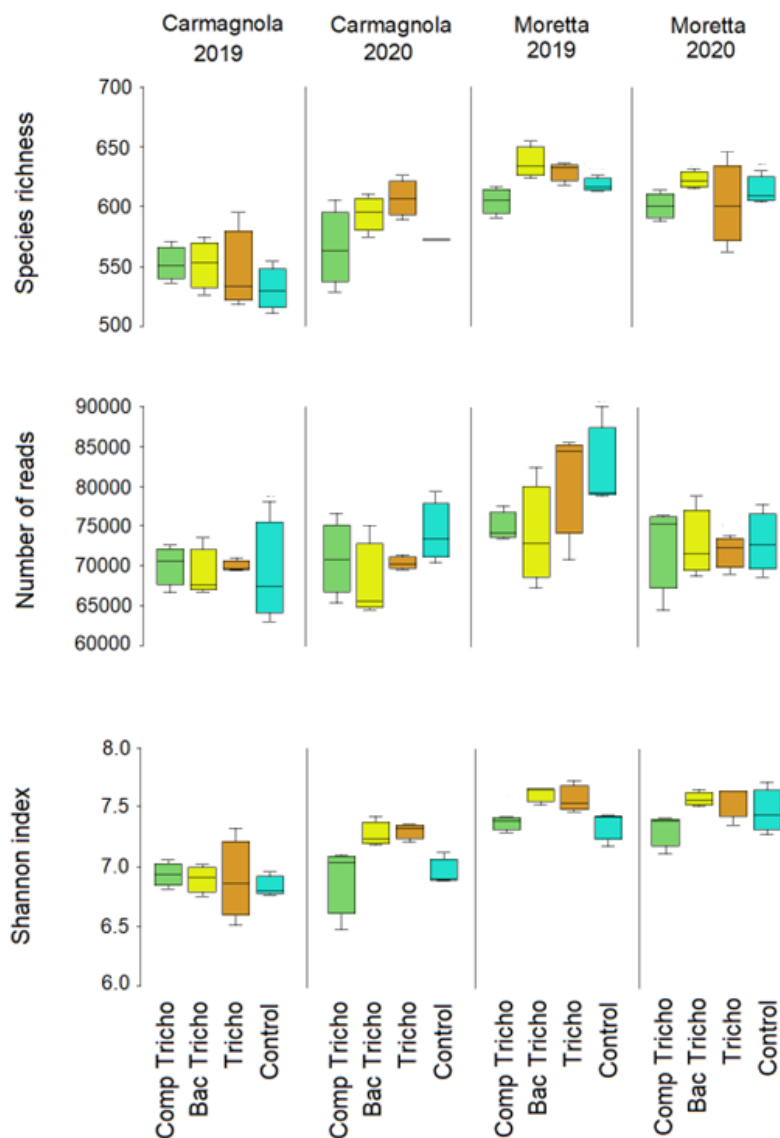 Carmagnola 2019
Carmagnola 2020
Moretta 2019
Moretta 2020
Species richness
700
650
600
550
500
Number of reads
90000
85000
80000
75000
70000
65000
60000
Shannon index
8.0
7.5
7.0
6.5
6.0
Comp Tricho
Bac Tricho
Tricho
Control
Comp Tricho
Bac Tricho
Tricho
Control
Comp Tricho
Bac Tricho
Tricho
Control
Comp Tricho
Bac Tricho
Tricho
Control